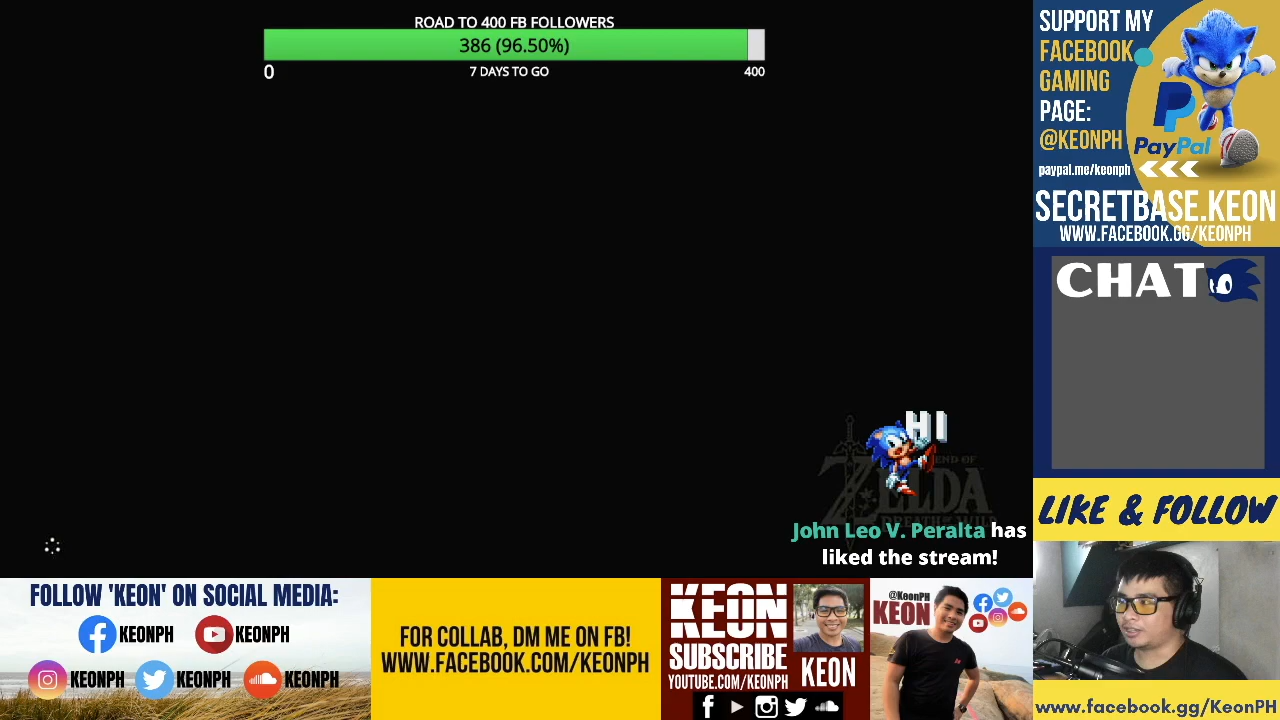 ROAD TO 400 FB FOLLOWERS
386 (96.50%)
0
7 DAYS TO GO
400
SUPPORT MY
FACEBOOK
GAMING
PAGE:
@KEONPH
PayPal
paypal.me/keonph
SECRETBASE.KEON
WWW.FACEBOOK.GG/KEONPH
CHAT
HI
END OF
ZELDA
John Leo V. Peralta has
liked the stream!
LIKE & FOLLOW
FOLLOW 'KEON' ON SOCIAL MEDIA:
KEONPH
KEONPH
KEONPH
KEONPH
KEONPH
FOR COLLAB, DM ME ON FB!
WWW.FACEBOOK.COM/KEONPH
KEON
SUBSCRIBE
YOUTUBE.COM/KEONPH
KEON
@KeonPH
KEON
www.facebook.gg/KeonPH